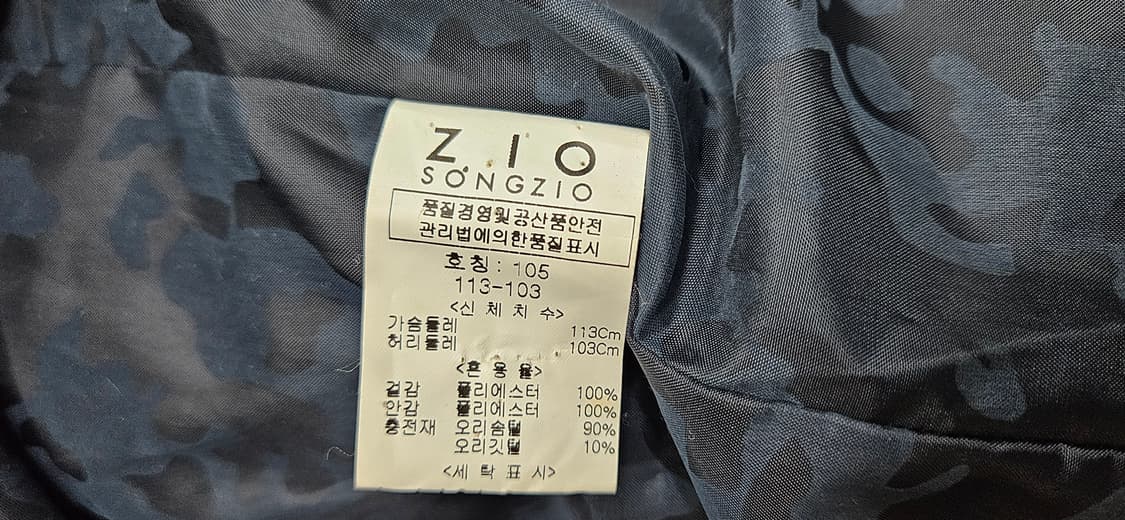 ZIO
SONGZIO
품질경영및공산품안전
관리법에의한품질표시
호칭: 105
113-103
<신 체 치 수>
가슴둘레 113Cm
허리둘레 103Cm
<혼 용 율>
겉감 폴리에스터 100%
안감 폴리에스터 100%
충전재 오리솜털 90%
오리깃털 10%
<세 탁 표 시>